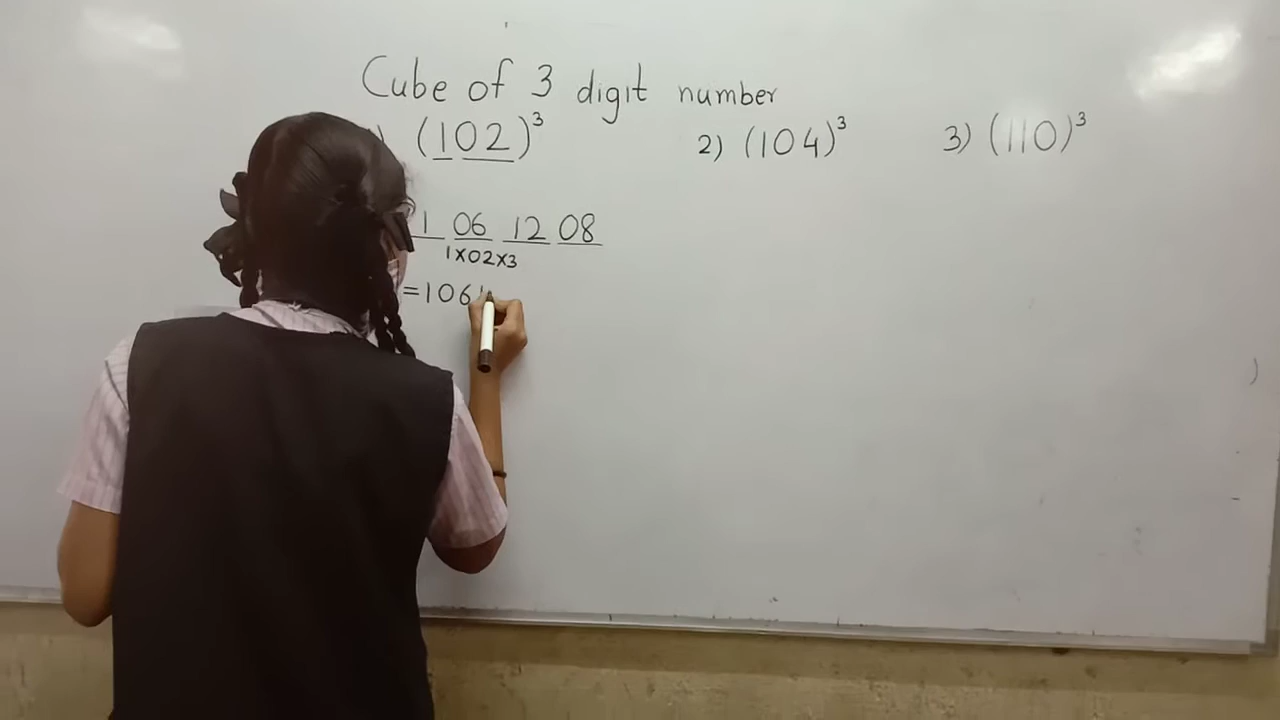 Cube of 3 digit number
) (102)³ 2) (104)³ 3) (110)³
1 06 12 08
1×02×3
=1061